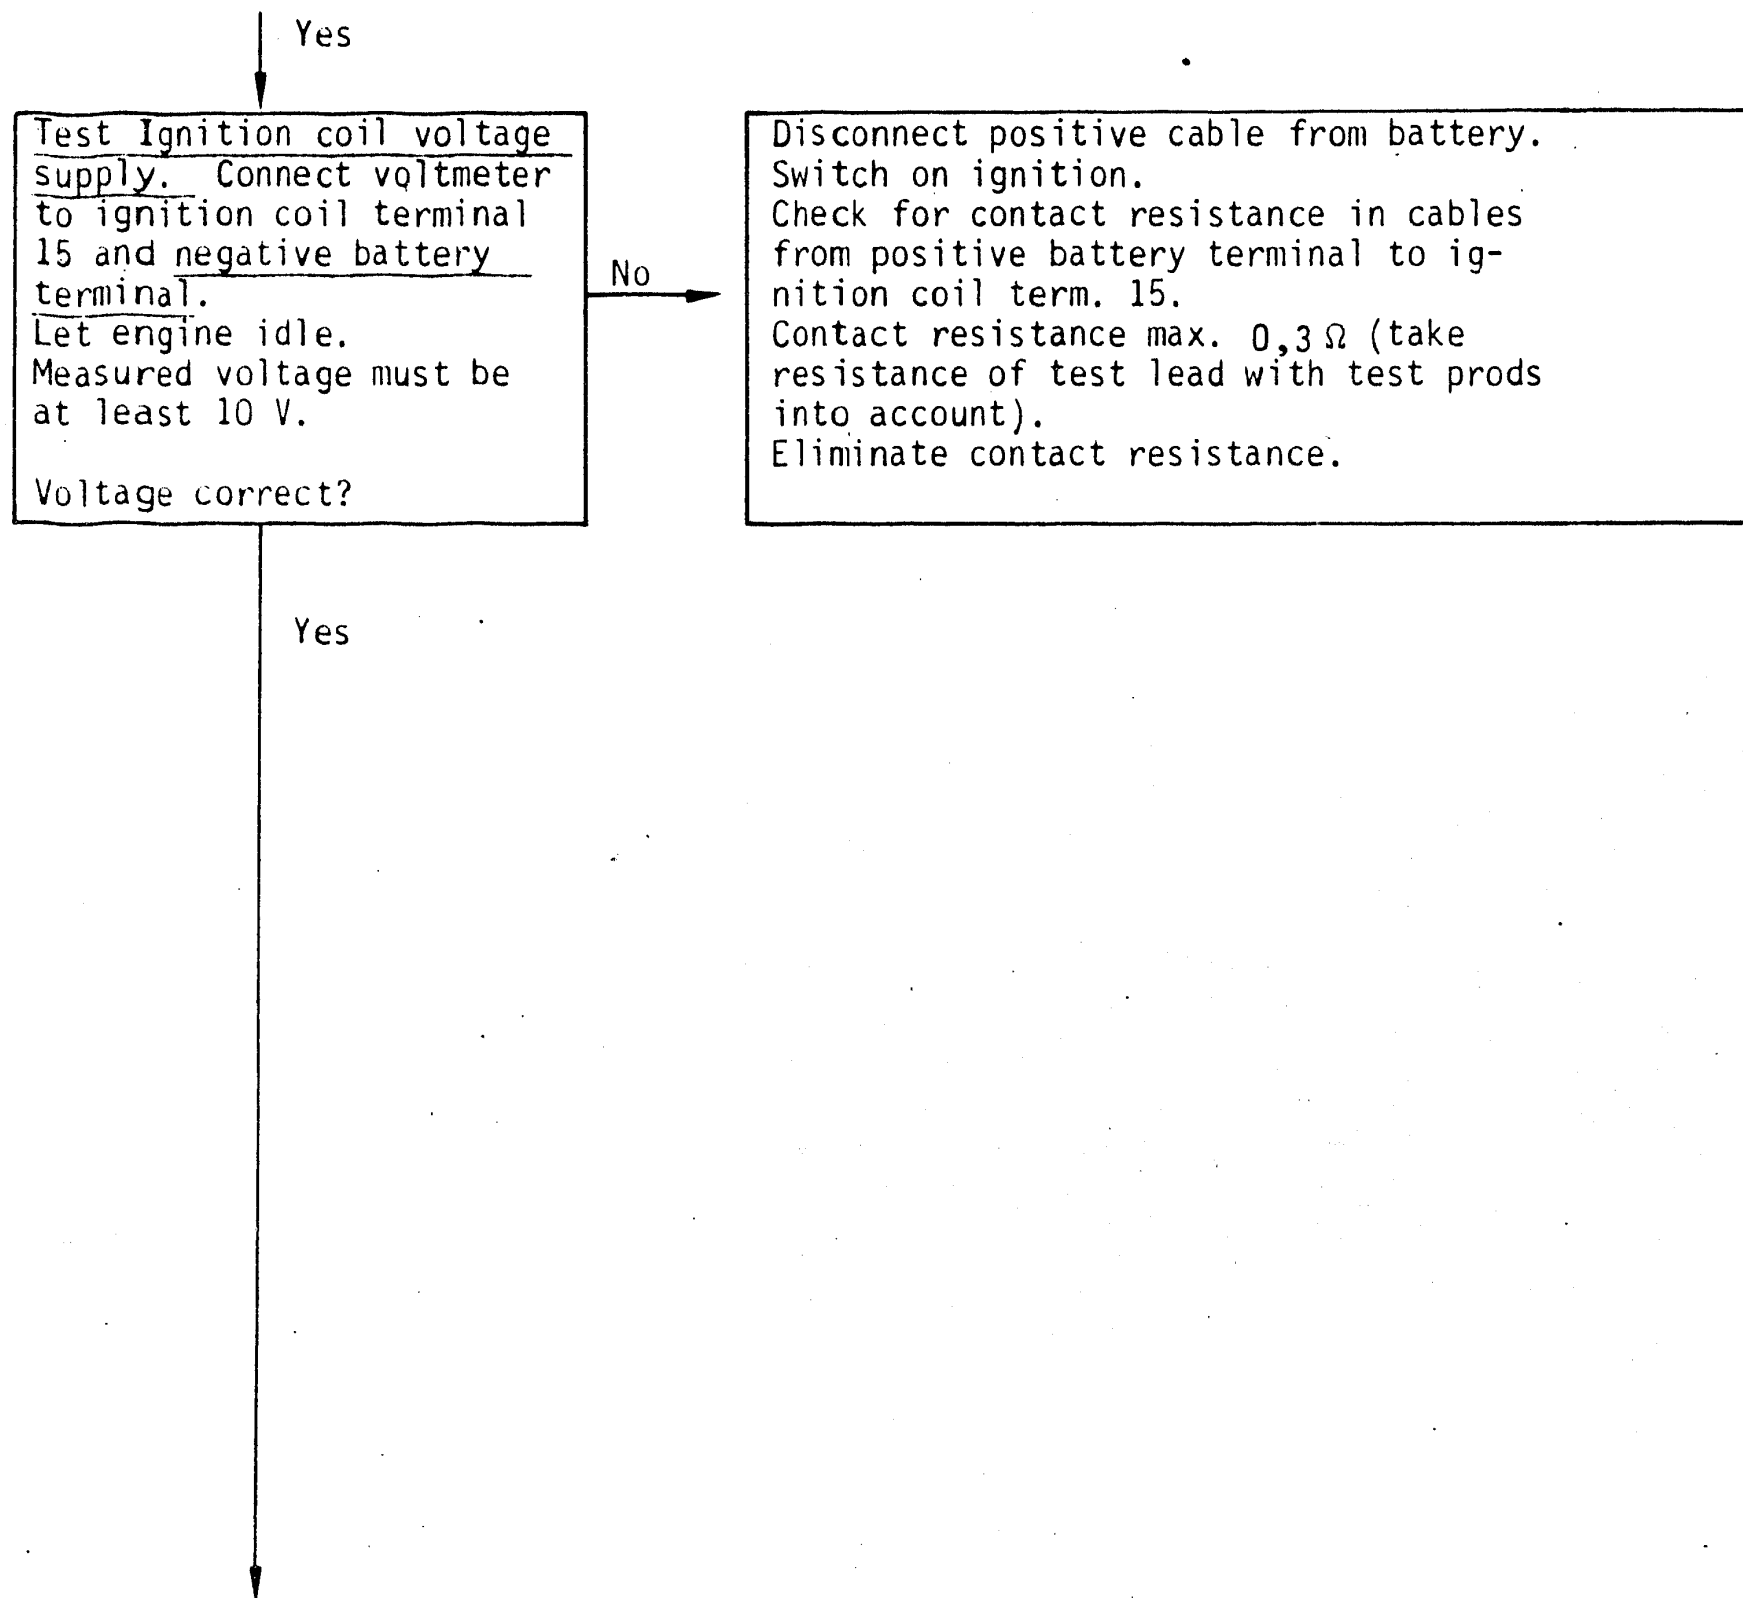 Yes
Test Ignition coil voltage
supply. Connect voltmeter
to ignition coil terminal
15 and negative battery
terminal.
Let engine idle.
Measured voltage must be
at least 10 V.
Voltage correct?
No
Disconnect positive cable from battery.
Switch on ignition.
Check for contact resistance in cables
from positive battery terminal to ig-
nition coil term. 15.
Contact resistance max. 0,3 Ω (take
resistance of test lead with test prods
into account).
Eliminate contact resistance.
Yes